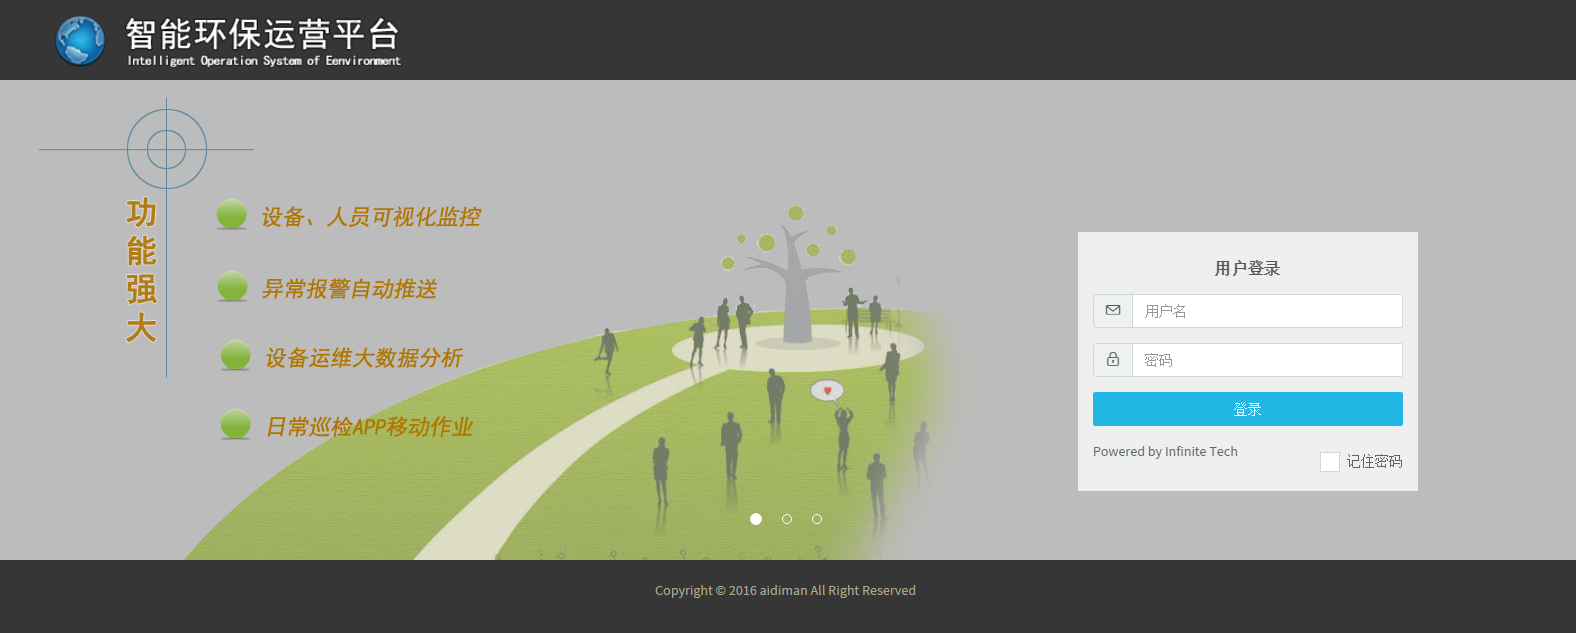 智能环保运营平台
Intelligent Operation System of Eenvironment
功能强大
设备、人员可视化监控
异常报警自动推送
设备运维大数据分析
日常巡检APP移动作业
用户登录
用户名
密码
登录
Powered by Infinite Tech
记住密码
Copyright © 2016 aidiman All Right Reserved